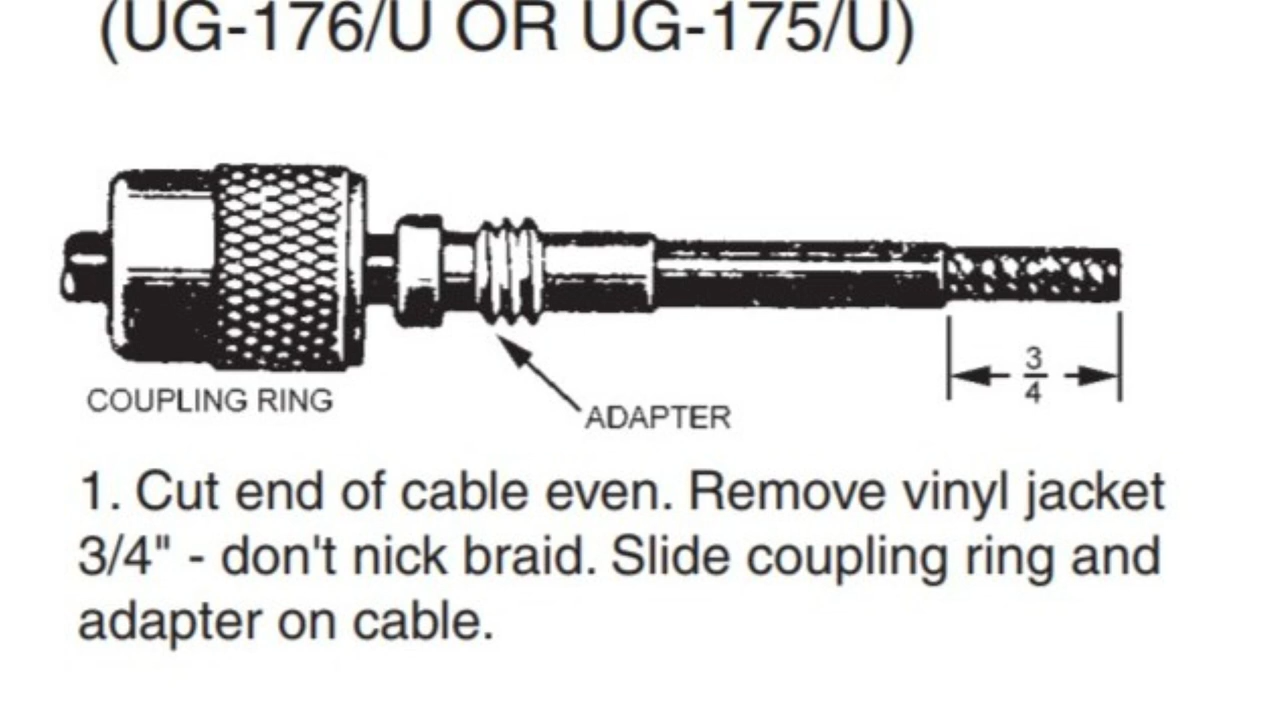 (UG-176/U OR UG-175/U)
COUPLING RING
ADAPTER
3
4
1. Cut end of cable even. Remove vinyl jacket
3/4" - don't nick braid. Slide coupling ring and
adapter on cable.